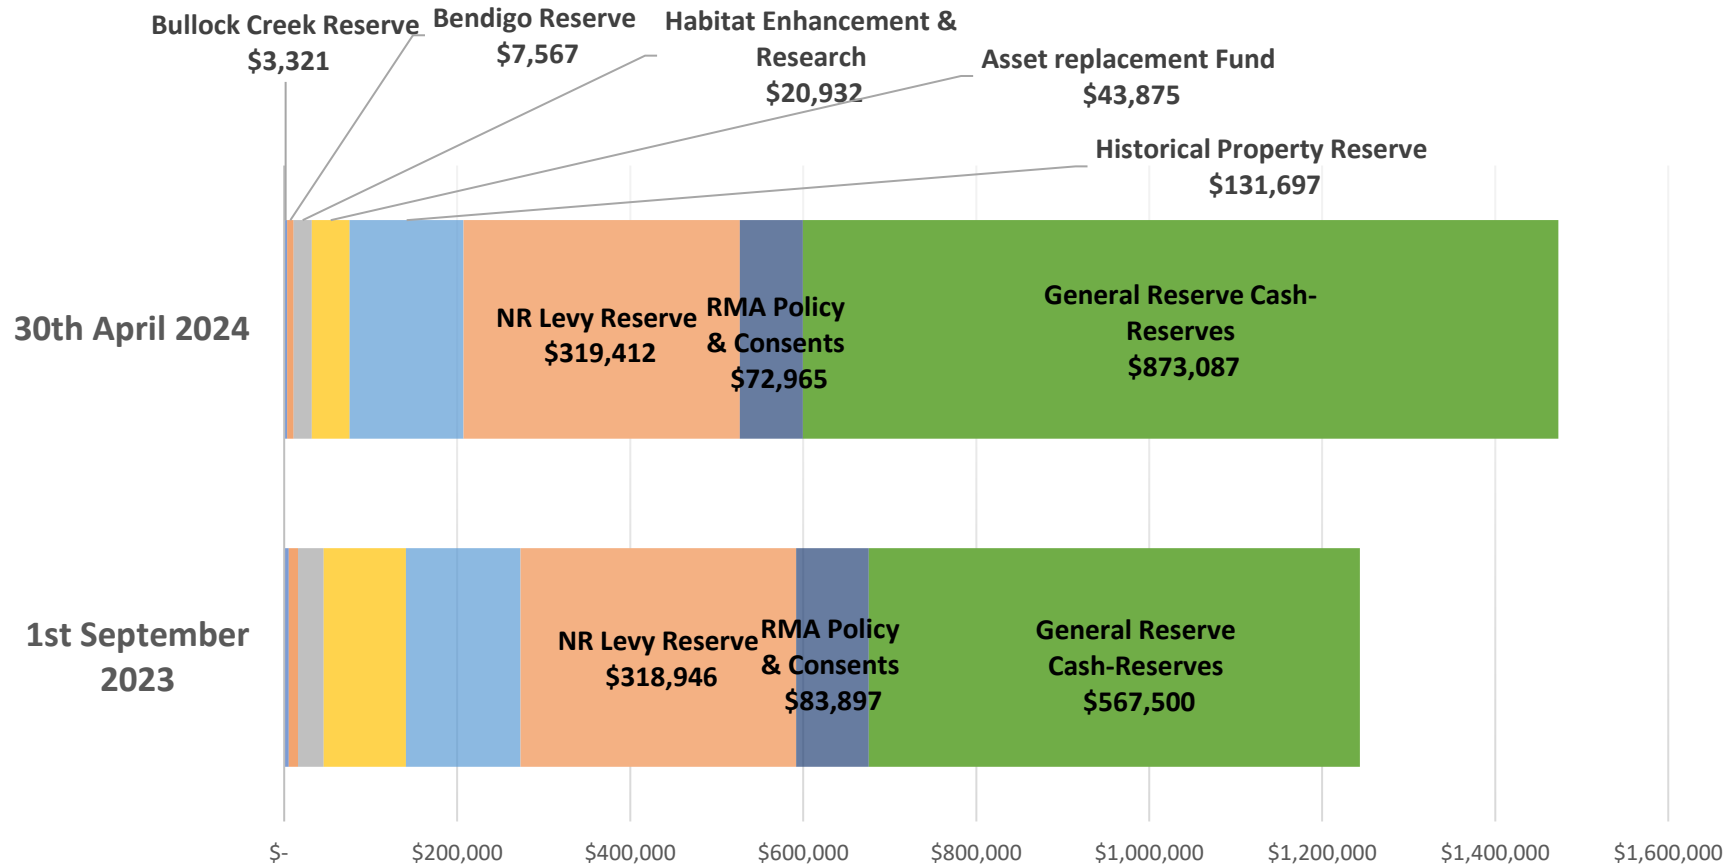 Bullock Creek Reserve
$3,321
Bendigo Reserve
$7,567
Habitat Enhancement &
Research
$20,932
Asset replacement Fund
$43,875
Historical Property Reserve
$131,697
30th April 2024
NR Levy Reserve
$319,412
RMA Policy
& Consents
$72,965
General Reserve Cash-
Reserves
$873,087
1st September
2023
NR Levy Reserve
$318,946
RMA Policy
& Consents
$83,897
General Reserve
Cash-Reserves
$567,500
$- $200,000 $400,000 $600,000 $800,000 $1,000,000 $1,200,000 $1,400,000 $1,600,000